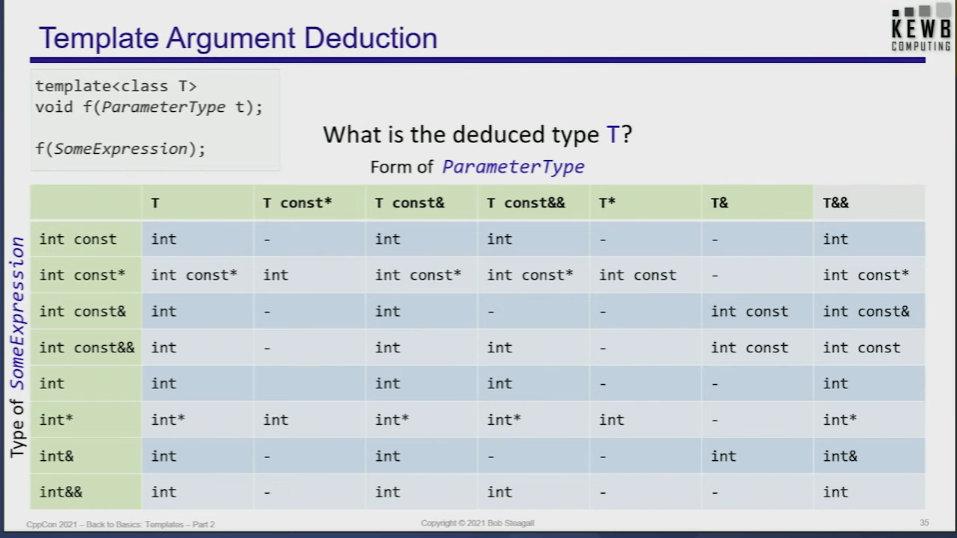 Template Argument Deduction
KEWB
COMPUTING
template<class T>
void f(ParameterType t);
f(SomeExpression);
What is the deduced type T?
Form of ParameterType
Type of SomeExpression
T T const* T const& T const&& T* T& T&&
int const int - int int - - int
int const* int const* int int const* int const* int const - int const*
int const& int - int - - int const int const&
int const&& int - int int - int const int const
int int int int - - int
int* int* int int* int* int - int*
int& int - int - - int int&
int&& int - int int - - int
CppCon 2021 – Back to Basics: Templates – Part 2
Copyright © 2021 Bob Steagall
35